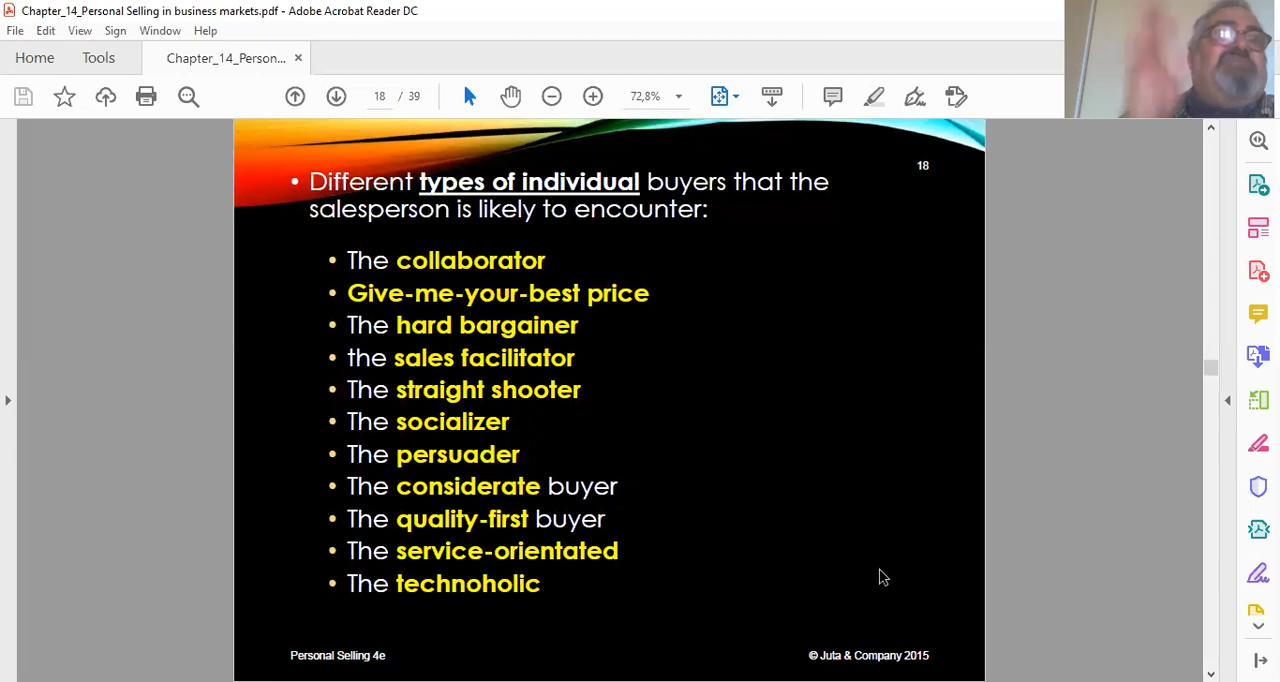 Chapter_14_Personal Selling in business markets.pdf - Adobe Acrobat Reader DC
File Edit View Sign Window Help
Home Tools Chapter_14_Person... ×
18 / 39 72,8%
18
• Different types of individual buyers that the
salesperson is likely to encounter:
• The collaborator
• Give-me-your-best price
• The hard bargainer
• the sales facilitator
• The straight shooter
• The socializer
• The persuader
• The considerate buyer
• The quality-first buyer
• The service-orientated
• The technoholic
Personal Selling 4e © Juta & Company 2015